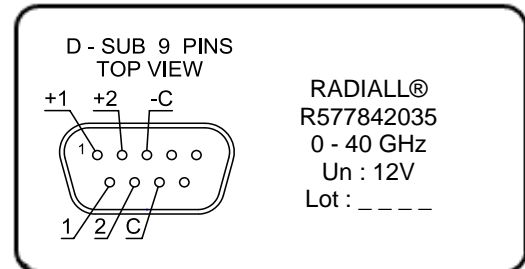 D - SUB 9 PINS
TOP VIEW
+1 +2 -C
1
1 2 C
RADIALL®
R577842035
0 - 40 GHz
Un : 12V
Lot : _ _ _ _